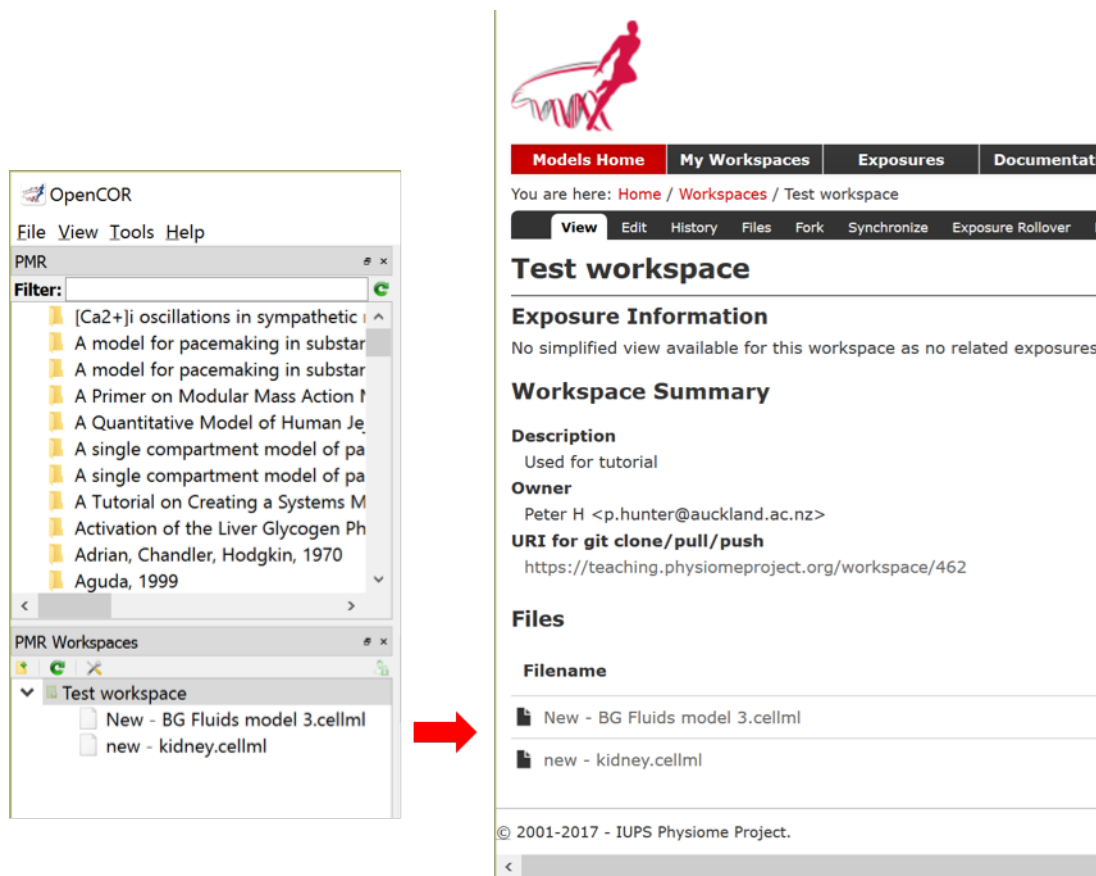 OpenCOR
File View Tools Help
PMR
Filter:
[Ca2+]i oscillations in sympathetic
A model for pacemaking in substar
A model for pacemaking in substar
A Primer on Modular Mass Action
A Quantitative Model of Human Je
A single compartment model of pa
A single compartment model of pa
A Tutorial on Creating a Systems M
Activation of the Liver Glycogen Ph
Adrian, Chandler, Hodgkin, 1970
Aguda, 1999
PMR Workspaces
Test workspace
New - BG Fluids model 3.cellml
new - kidney.cellml
Models Home My Workspaces Exposures Documentat
You are here: Home / Workspaces / Test workspace
View Edit History Files Fork Synchronize Exposure Rollover
Test workspace
Exposure Information
No simplified view available for this workspace as no related exposures
Workspace Summary
Description
Used for tutorial
Owner
Peter H <p.hunter@auckland.ac.nz>
URI for git clone/pull/push
https://teaching.physiomeproject.org/workspace/462
Files
Filename
New - BG Fluids model 3.cellml
new - kidney.cellml
© 2001-2017 - IUPS Physiome Project.